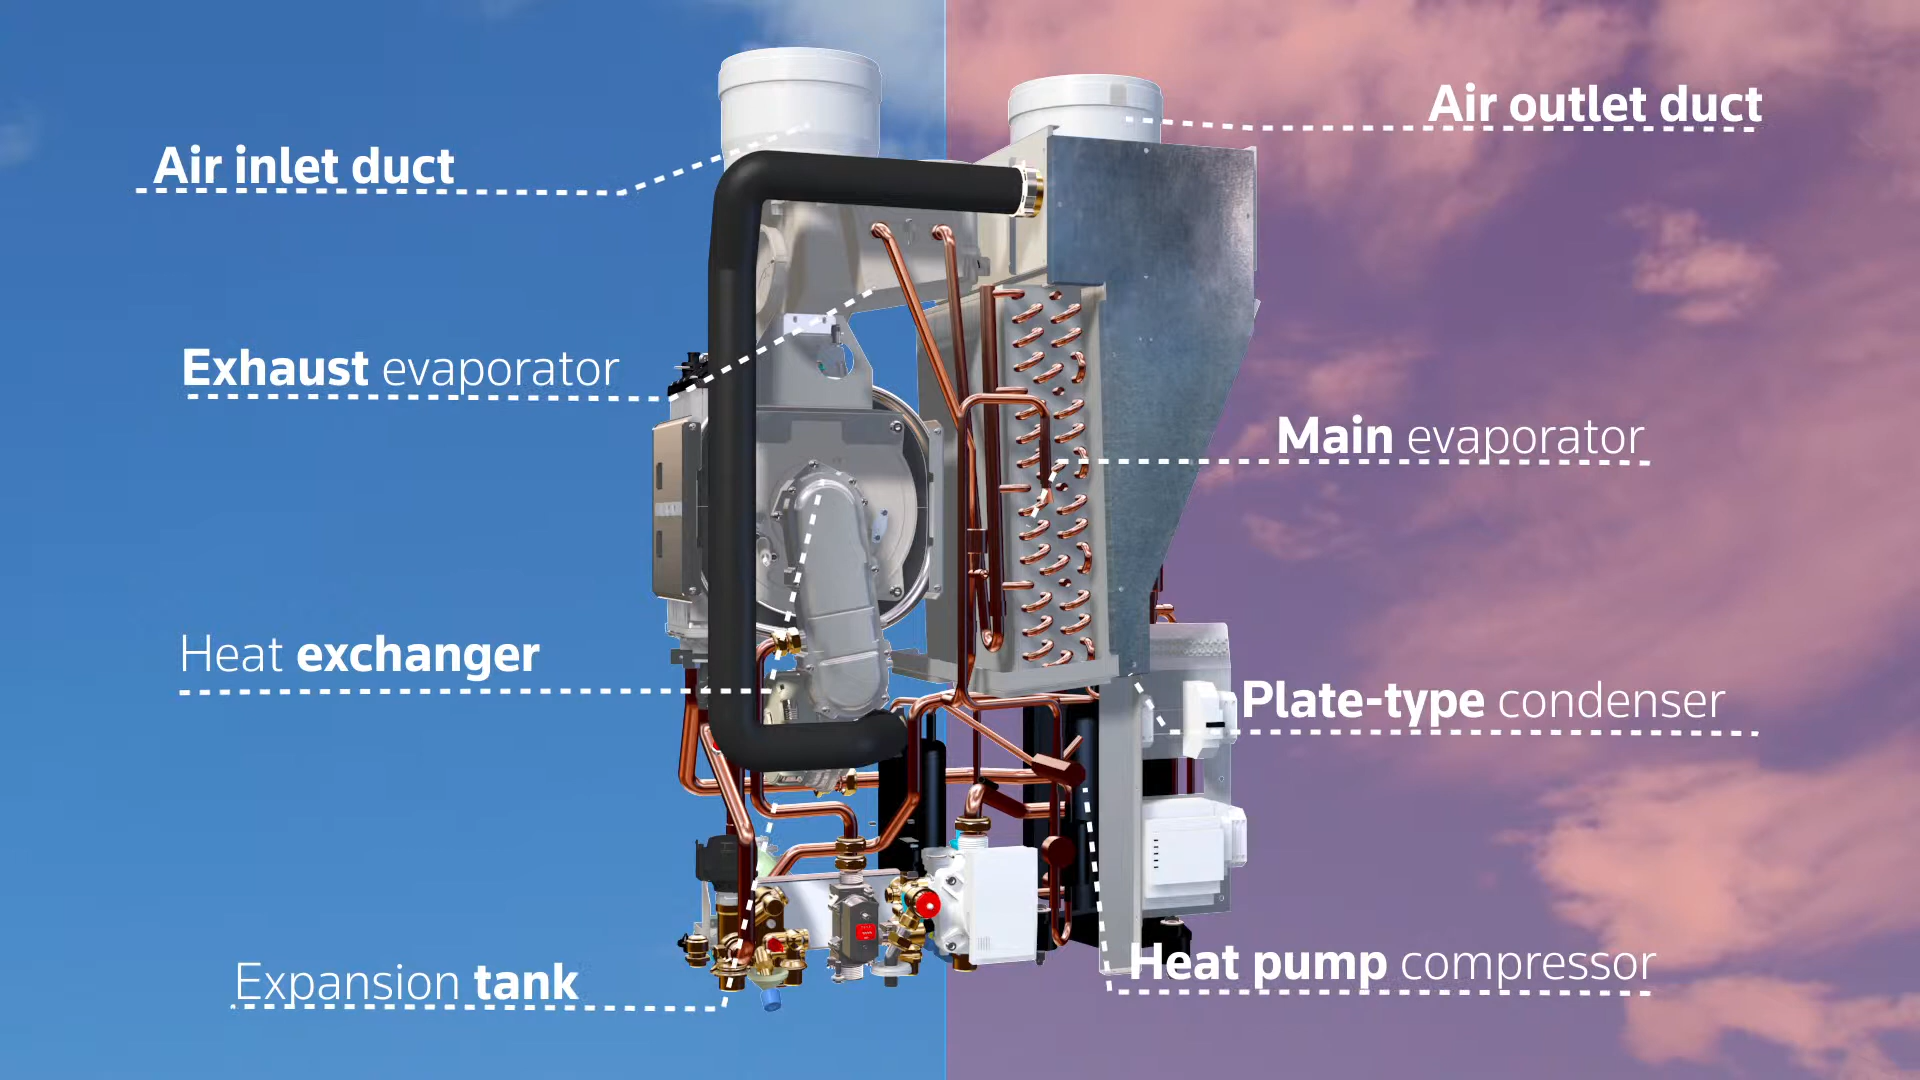 Air outlet duct
Air inlet duct
Exhaust evaporator
Main evaporator
Heat exchanger
Plate-type condenser
Heat pump compressor
Expansion tank